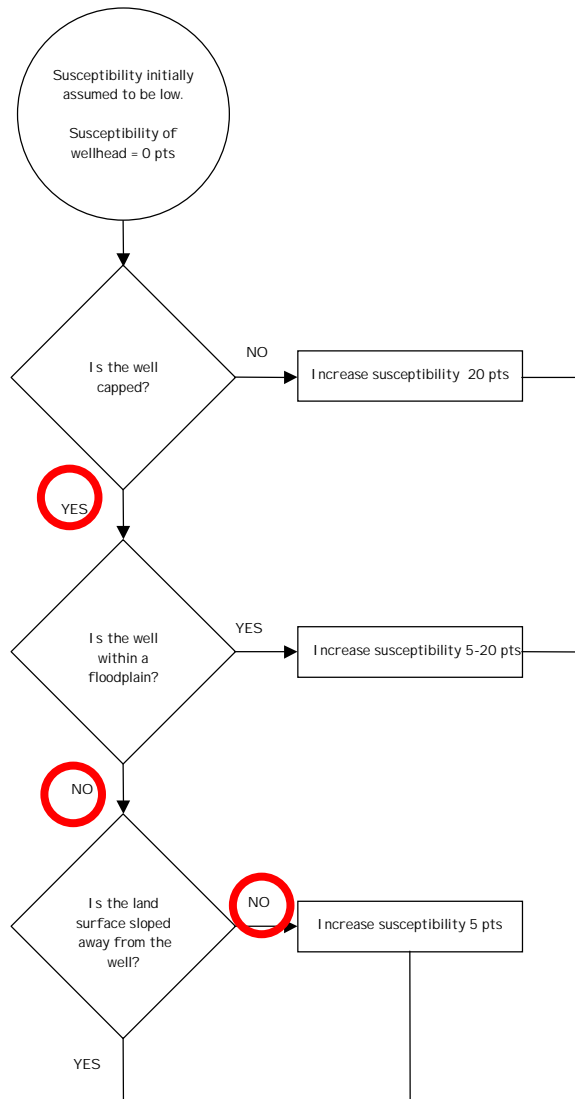 Susceptibility initially
assumed to be low.
Susceptibility of
wellhead = 0 pts
Is the well
capped?
NO
Increase susceptibility 20 pts
YES
Is the well
within a
floodplain?
YES
Increase susceptibility 5-20 pts
NO
Is the land
surface sloped
away from the
well?
NO
Increase susceptibility 5 pts
YES